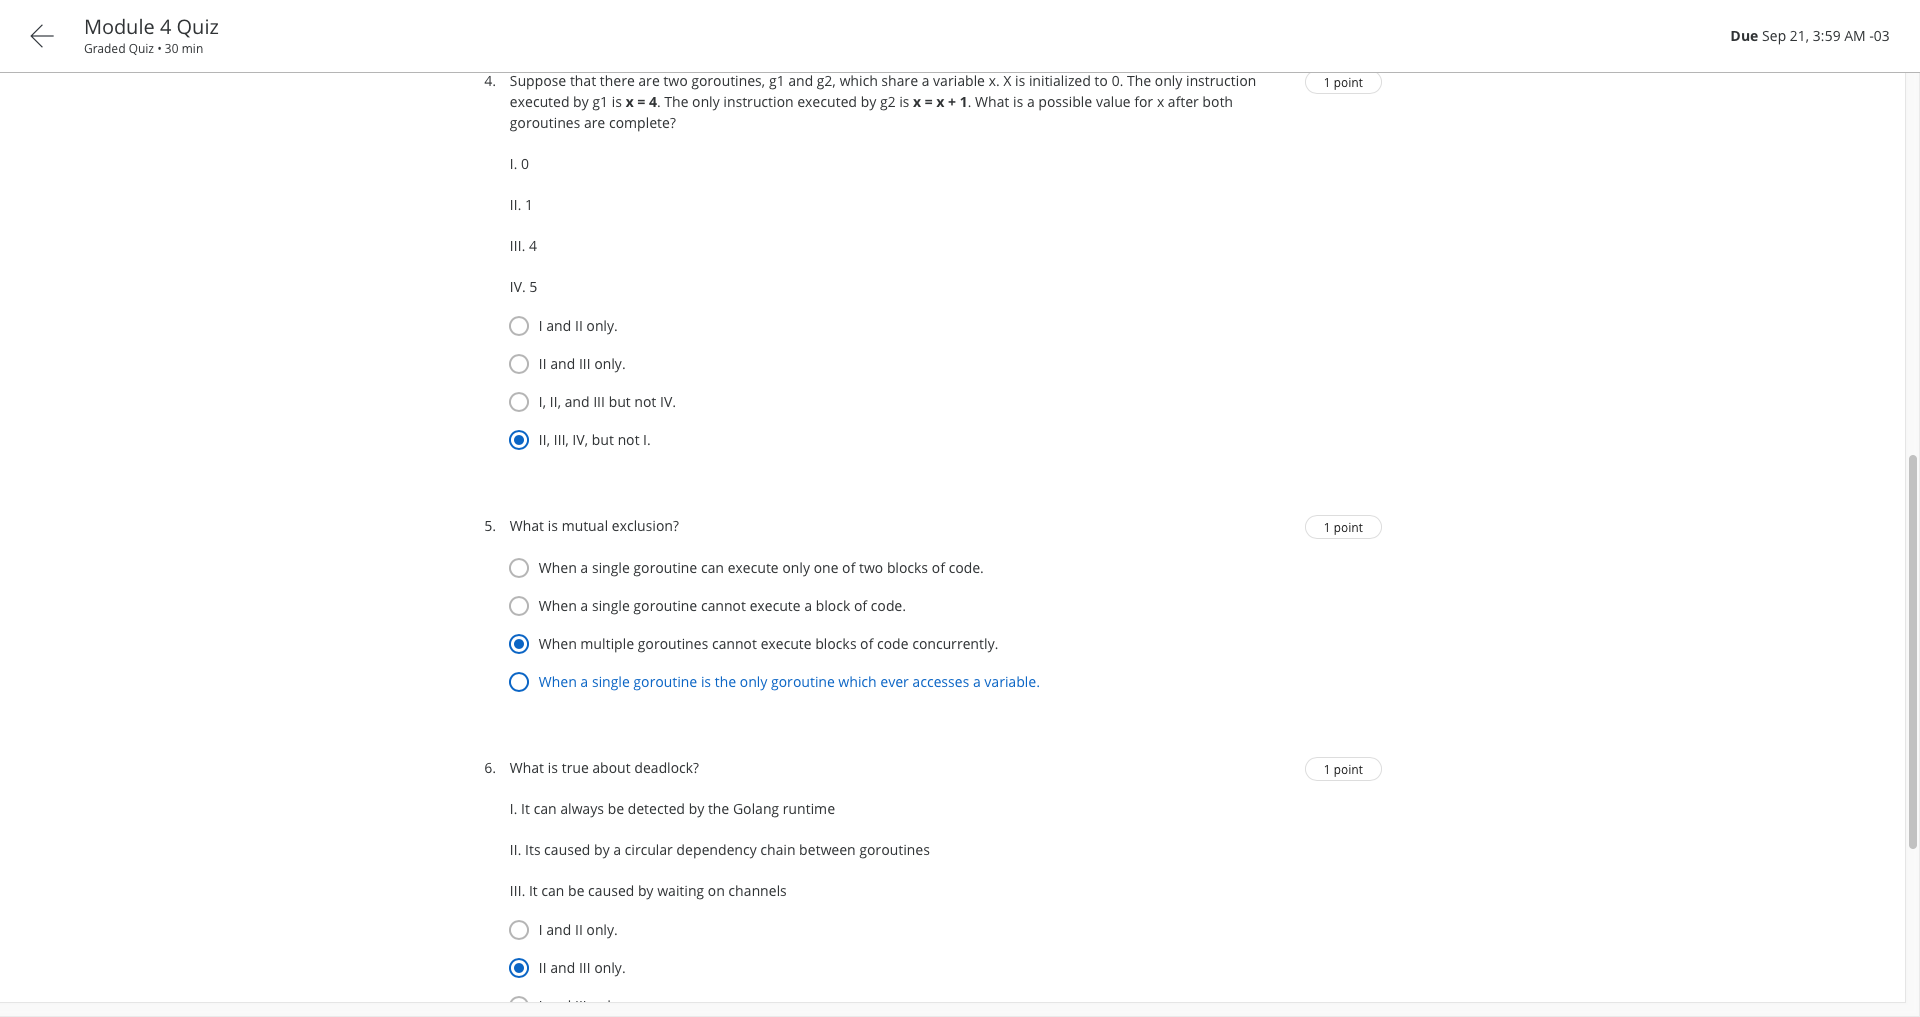 Module 4 Quiz
Graded Quiz • 30 min
Due Sep 21, 3:59 AM -03
4. Suppose that there are two goroutines, g1 and g2, which share a variable x. X is initialized to 0. The only instruction
executed by g1 is x = 4. The only instruction executed by g2 is x = x + 1. What is a possible value for x after both
goroutines are complete?
1 point
I. 0
II. 1
III. 4
IV. 5
I and II only.
II and III only.
I, II, and III but not IV.
II, III, IV, but not I.
5. What is mutual exclusion?
1 point
When a single goroutine can execute only one of two blocks of code.
When a single goroutine cannot execute a block of code.
When multiple goroutines cannot execute blocks of code concurrently.
When a single goroutine is the only goroutine which ever accesses a variable.
6. What is true about deadlock?
1 point
I. It can always be detected by the Golang runtime
II. Its caused by a circular dependency chain between goroutines
III. It can be caused by waiting on channels
I and II only.
II and III only.